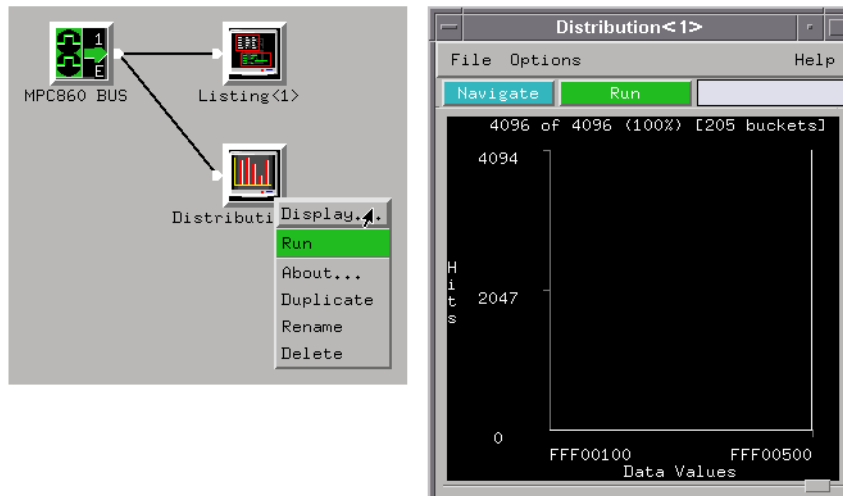 1
E
MPC860 BUS
Listing<1>
Distributi
Display...
Run
About...
Duplicate
Rename
Delete
Distribution<1>
File Options Help
Navigate Run
4096 of 4096 (100%) [205 buckets]
4094
Hits
2047
0
FFF00100 FFF00500
Data Values